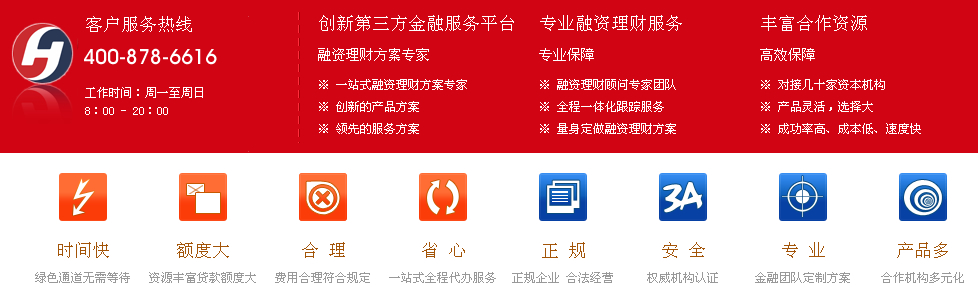 客户服务热线
400-878-6616
工作时间：周一至周日
8：00 - 20：00
创新第三方金融服务平台
融资理财方案专家
※ 一站式融资理财方案专家
※ 创新的产品方案
※ 领先的服务方案
专业融资理财服务
专业保障
※ 融资理财顾问专家团队
※ 全程一体化跟踪服务
※ 量身定做融资理财方案
丰富合作资源
高效保障
※ 对接几十家资本机构
※ 产品灵活，选择大
※ 成功率高、成本低、速度快
时间快
绿色通道无需等待
额度大
资源丰富贷款额度大
合 理
费用合理符合规定
省 心
一站式全程代办服务
正 规
正规企业 合法经营
3A
安 全
权威机构认证
专 业
金融团队定制方案
产品多
合作机构多元化